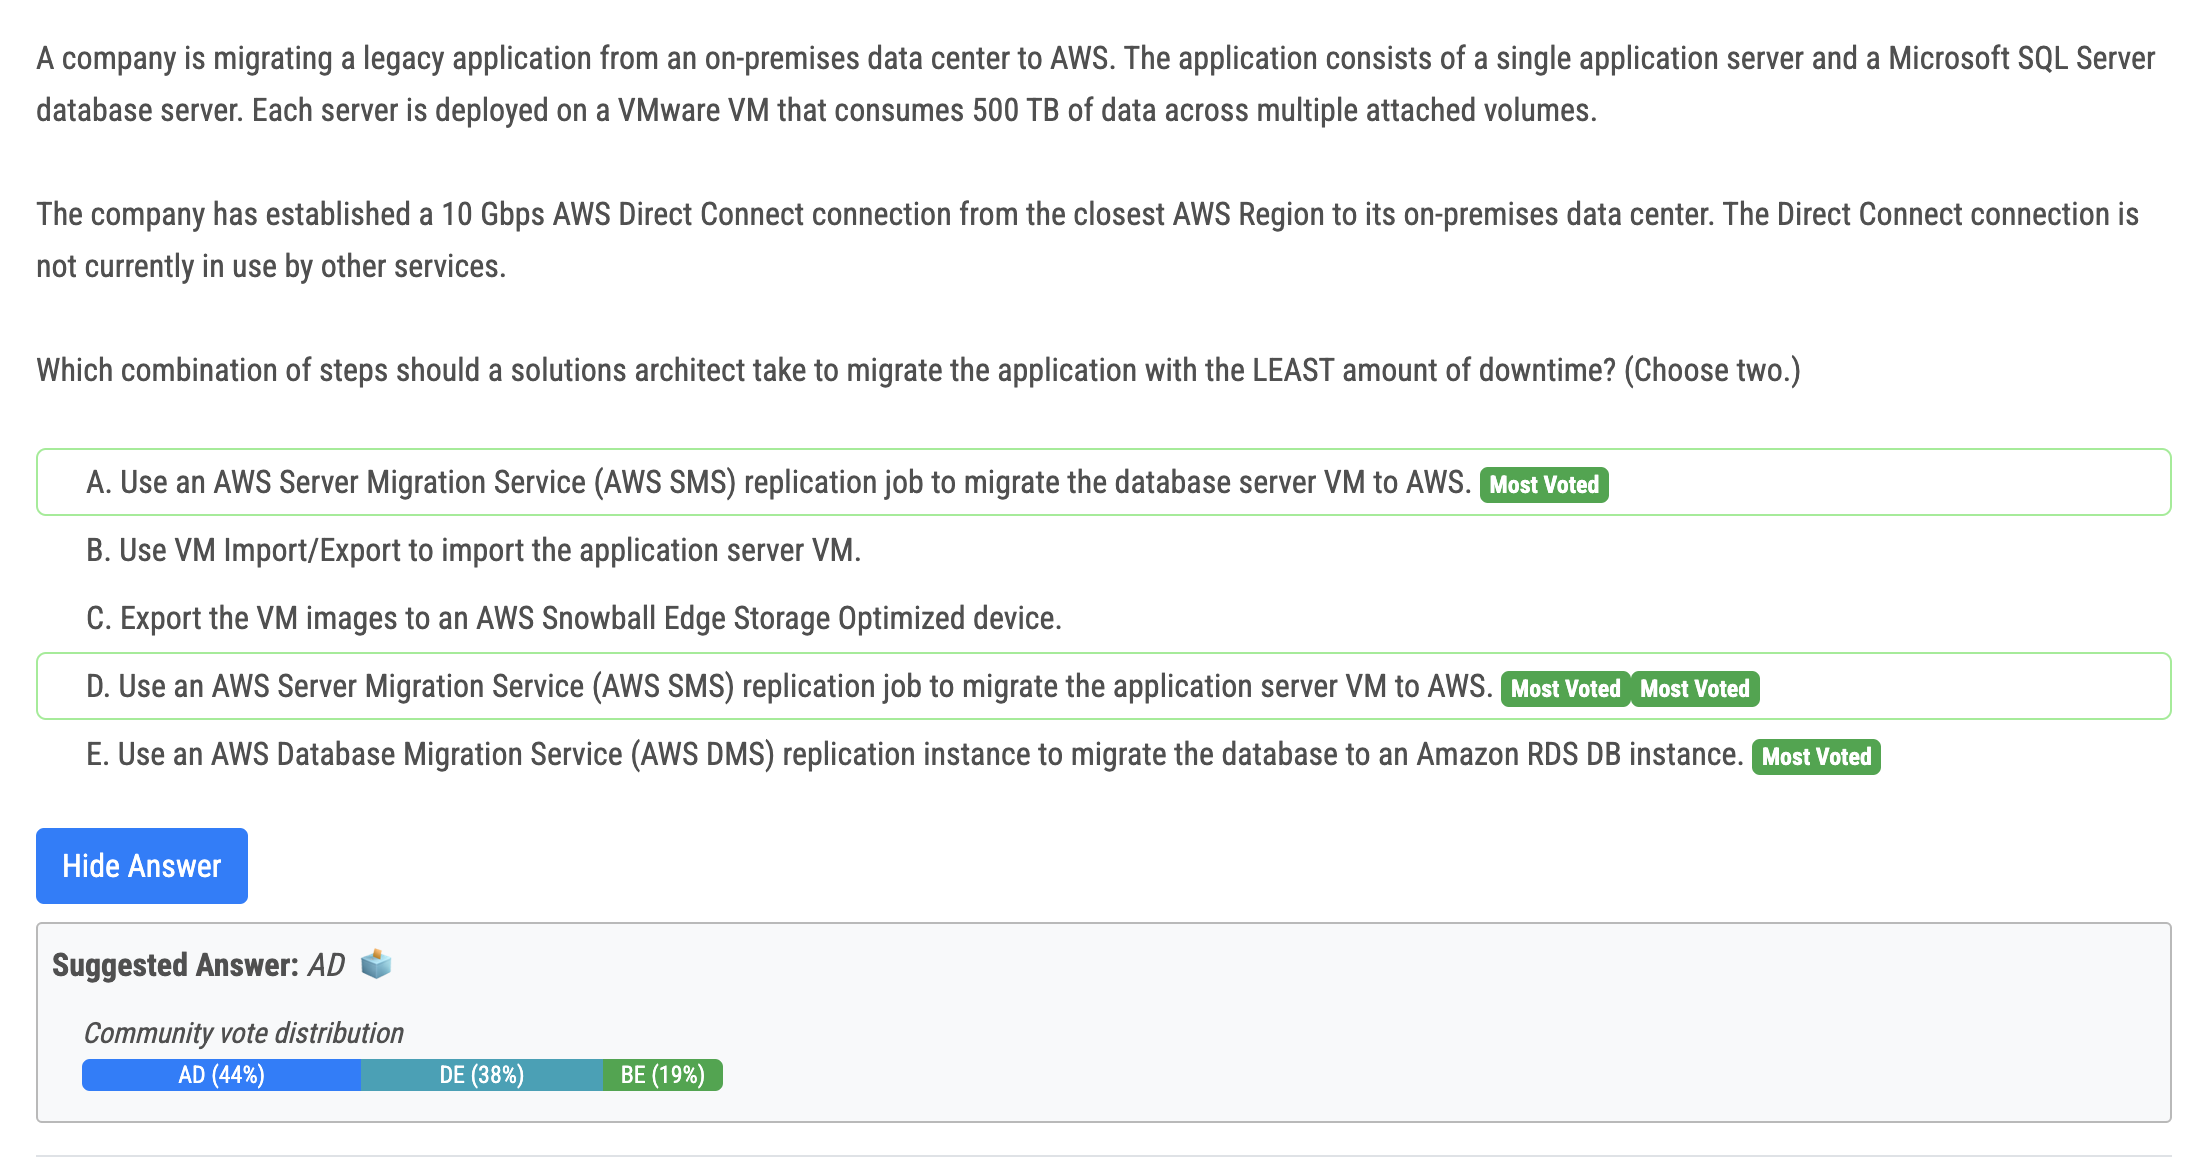 A company is migrating a legacy application from an on-premises data center to AWS. The application consists of a single application server and a Microsoft SQL Server
database server. Each server is deployed on a VMware VM that consumes 500 TB of data across multiple attached volumes.
The company has established a 10 Gbps AWS Direct Connect connection from the closest AWS Region to its on-premises data center. The Direct Connect connection is
not currently in use by other services.
Which combination of steps should a solutions architect take to migrate the application with the LEAST amount of downtime? (Choose two.)
A. Use an AWS Server Migration Service (AWS SMS) replication job to migrate the database server VM to AWS. Most Voted
B. Use VM Import/Export to import the application server VM.
C. Export the VM images to an AWS Snowball Edge Storage Optimized device.
D. Use an AWS Server Migration Service (AWS SMS) replication job to migrate the application server VM to AWS. Most Voted Most Voted
E. Use an AWS Database Migration Service (AWS DMS) replication instance to migrate the database to an Amazon RDS DB instance. Most Voted
Hide Answer
Suggested Answer: AD
Community vote distribution
AD (44%) DE (38%) BE (19%)